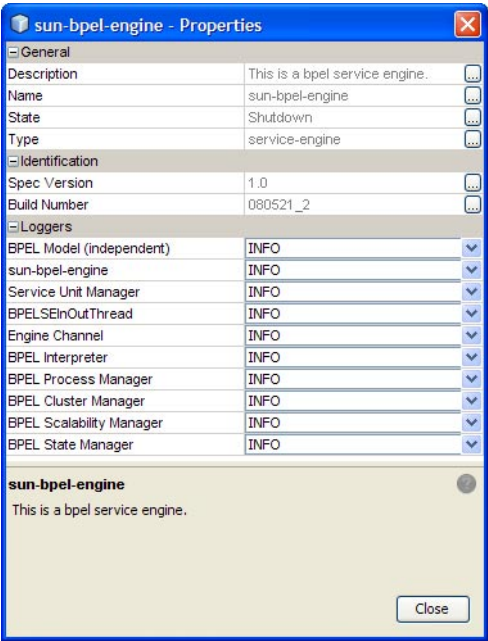 sun-bpel-engine - Properties
General
Description This is a bpel service engine. ...
Name sun-bpel-engine ...
State Shutdown ...
Type service-engine ...
Identification
Spec Version 1.0 ...
Build Number 080521_2 ...
Loggers
BPEL Model (independent) INFO
sun-bpel-engine INFO
Service Unit Manager INFO
BPELSEInOutThread INFO
Engine Channel INFO
BPEL Interpreter INFO
BPEL Process Manager INFO
BPEL Cluster Manager INFO
BPEL Scalability Manager INFO
BPEL State Manager INFO
sun-bpel-engine ?
This is a bpel service engine.
Close